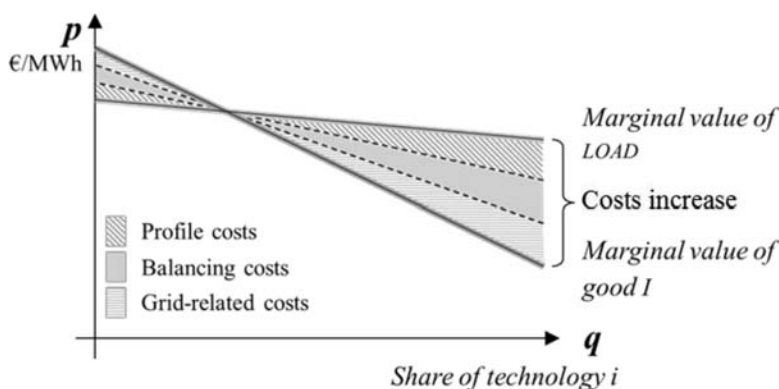 p
€/MWh
Marginal value of
LOAD
Costs increase
Profile costs
Balancing costs
Grid-related costs
Marginal value of
good I
q
Share of technology i